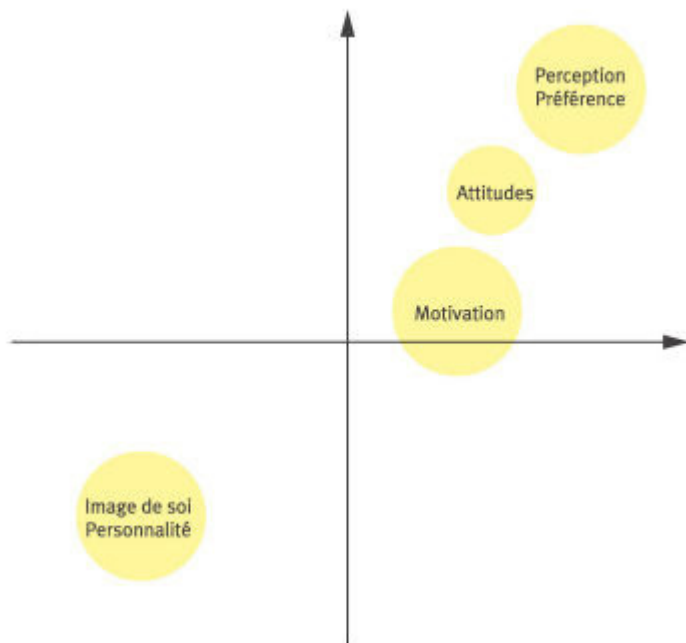 Perception
Préférence
Attitudes
Motivation
Image de soi
Personnalité